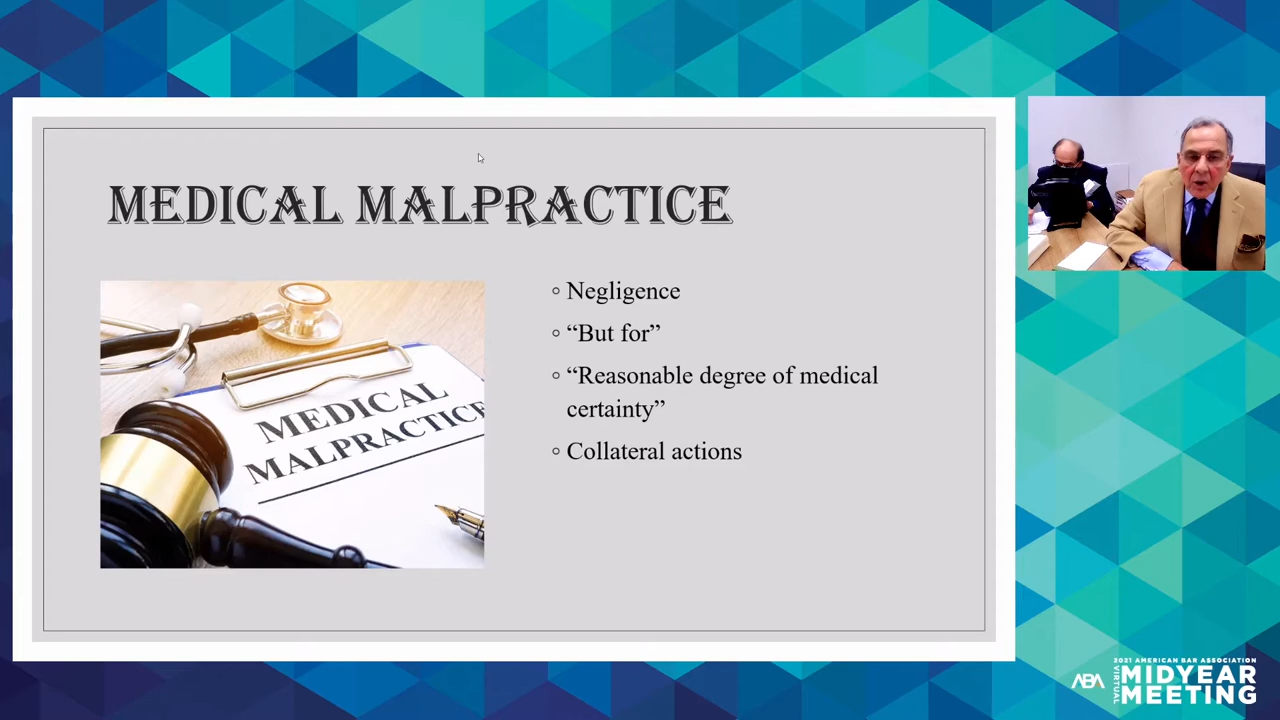 MEDICAL MALPRACTICE
Negligence
“But for”
“Reasonable degree of medical
certainty”
Collateral actions
MEDICAL
MALPRACTICE
ABA
2021 AMERICAN BAR ASSOCIATION
VIRTUAL
MIDYEAR
MEETING